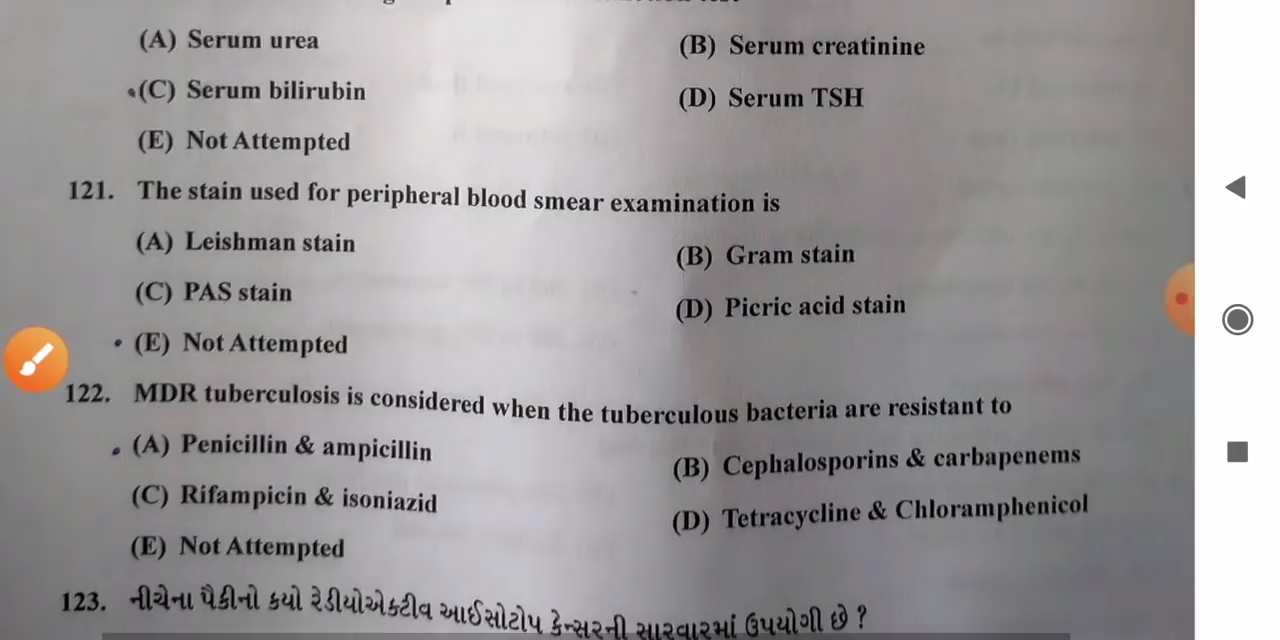 (A) Serum urea
(B) Serum creatinine
(C) Serum bilirubin
(D) Serum TSH
(E) Not Attempted
121. The stain used for peripheral blood smear examination is
(A) Leishman stain
(B) Gram stain
(C) PAS stain
(D) Picric acid stain
(E) Not Attempted
122. MDR tuberculosis is considered when the tuberculous bacteria are resistant to
(A) Penicillin & ampicillin
(B) Cephalosporins & carbapenems
(C) Rifampicin & isoniazid
(D) Tetracycline & Chloramphenicol
(E) Not Attempted
123. નીચેના પૈકીનો કયો રેડીયોએક્ટીવ આઈસોટોપ કેન્સરની સારવારમાં ઉપયોગી છે ?